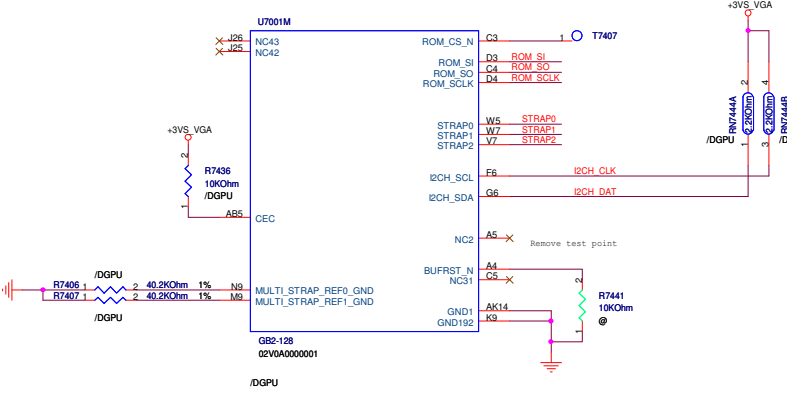 +3VS_VGA
U7001M
J26 NC43
J25 NC42
ROM_CS_N C3 1 T7407
ROM_SI D3 ROM_SI
ROM_SO C4 ROM_SO
ROM_SCLK D4 ROM_SCLK
2 4
RN7444A 2.2KOhm RN7444B 2.2KOhm
/DGPU
1 3
STRAP0 W5 STRAP0
STRAP1 W7 STRAP1
STRAP2 V7 STRAP2
+3VS_VGA
2
R7436
10KOhm
/DGPU
1
I2CH_SCL F6 I2CH_CLK
I2CH_SDA G6 I2CH_DAT
AB5 CEC
NC2 A5
Remove test point
BUFRST_N A4
NC31 C5
/DGPU
R7406 1 2 40.2KOhm 1% N9 MULTI_STRAP_REF0_GND
R7407 1 2 40.2KOhm 1% M9 MULTI_STRAP_REF1_GND
/DGPU
2
R7441
10KOhm
@
1
GND1 AK14
GND192 K9
GB2-128
02V0A0000001
/DGPU